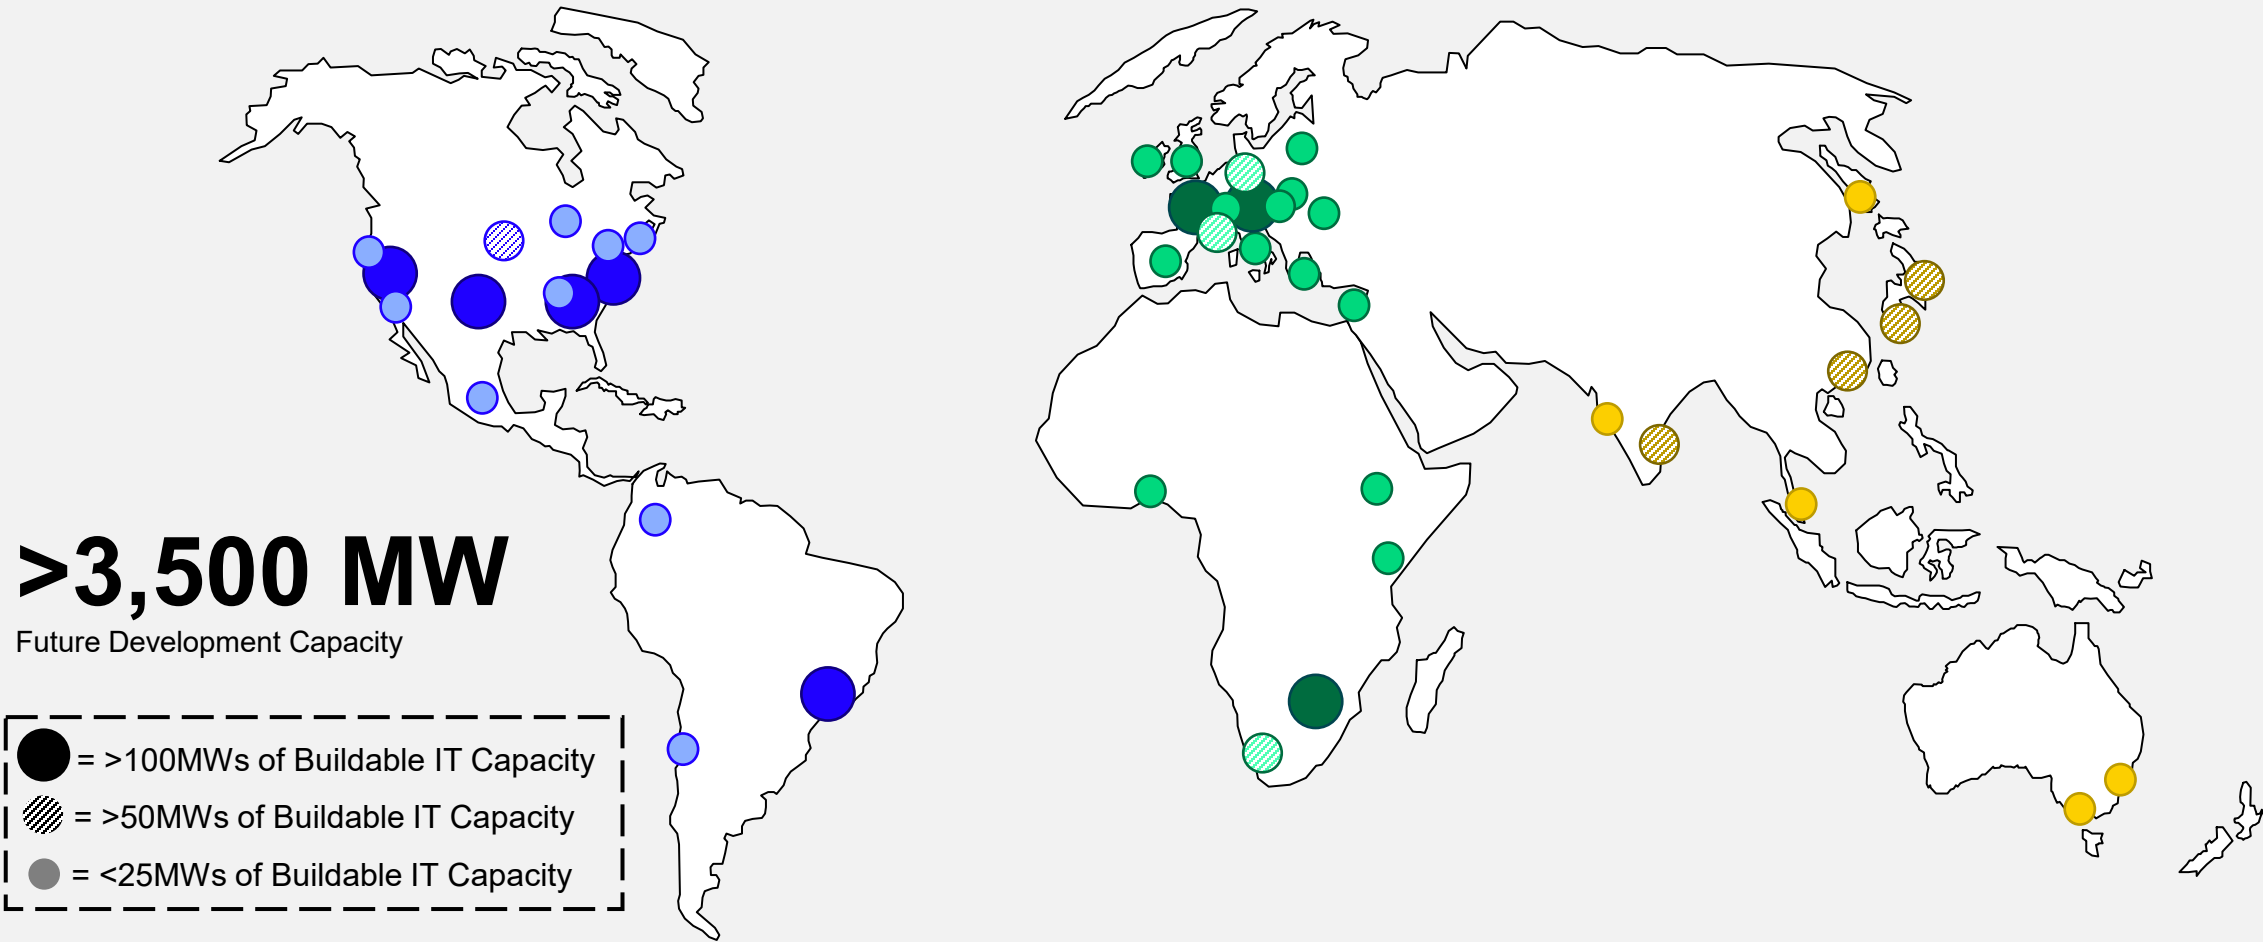 >3,500 MW
Future Development Capacity
= >100MWs of Buildable IT Capacity
= >50MWs of Buildable IT Capacity
= <25MWs of Buildable IT Capacity